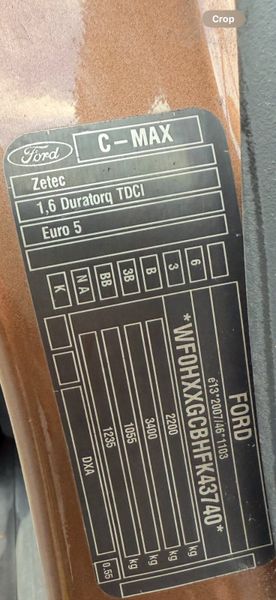 Crop
Ford
C-MAX
Zetec
1,6 Duratorq TDCI
Euro 5
K NA BB 3B B 3 6
FORD
e13*2007/46*1103
*WF0HXXGCBHFK43740*
2200 kg
3400 kg
1055 kg
1235 kg
DXA 0.55